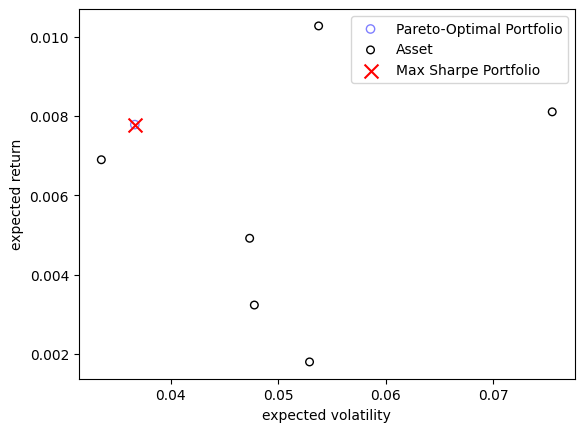 Pareto-Optimal Portfolio
Asset
Max Sharpe Portfolio
expected return
0.010
0.008
0.006
0.004
0.002
0.04 0.05 0.06 0.07
expected volatility